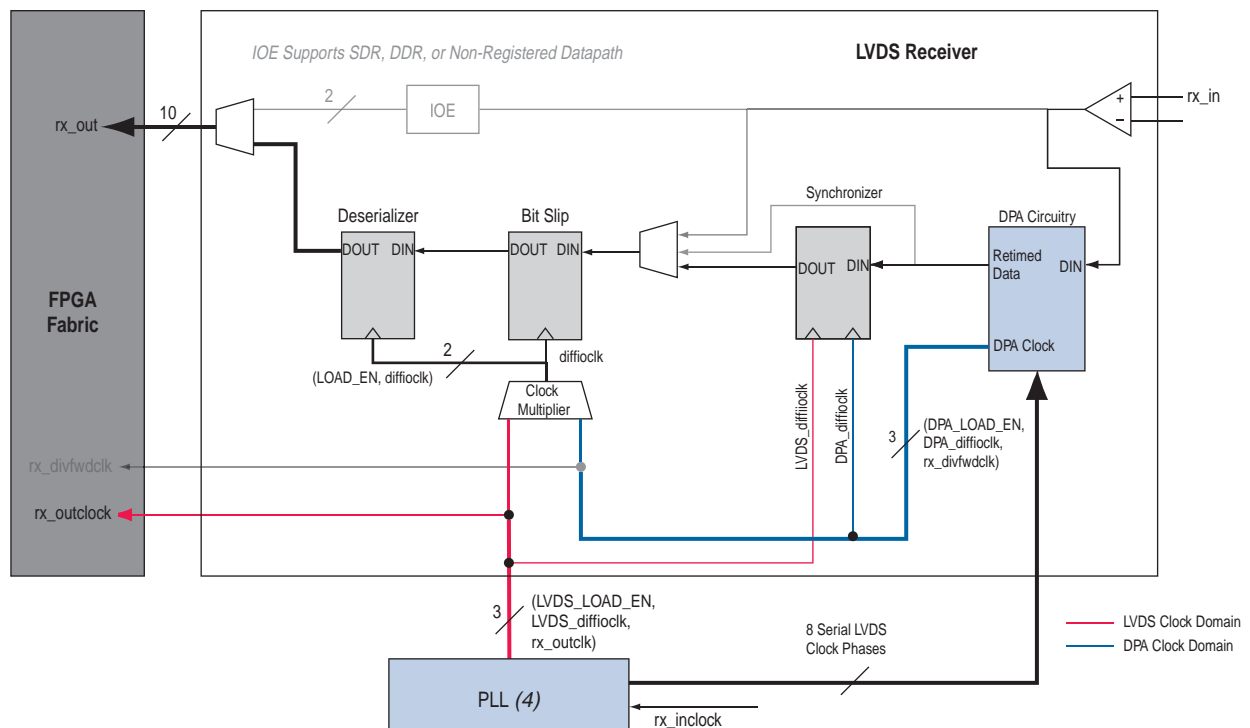 IOE Supports SDR, DDR, or Non-Registered Datapath
LVDS Receiver
2
IOE
+
–
rx_in
10
rx_out
Synchronizer
Deserializer
Bit Slip
DPA Circuitry
DOUT DIN
DOUT DIN
DOUT DIN
Retimed
Data
DIN
FPGA
Fabric
DPA Clock
2
(LOAD_EN, diffioclk)
diffioclk
Clock
Multiplier
LVDS_diffiioclk
DPA_diffioclk
3
(DPA_LOAD_EN,
DPA_diffioclk,
rx_divfwdclk)
rx_divfwdclk
rx_outclock
3
(LVDS_LOAD_EN,
LVDS_diffioclk,
rx_outclk)
8 Serial LVDS
Clock Phases
LVDS Clock Domain
DPA Clock Domain
PLL (4)
rx_inclock